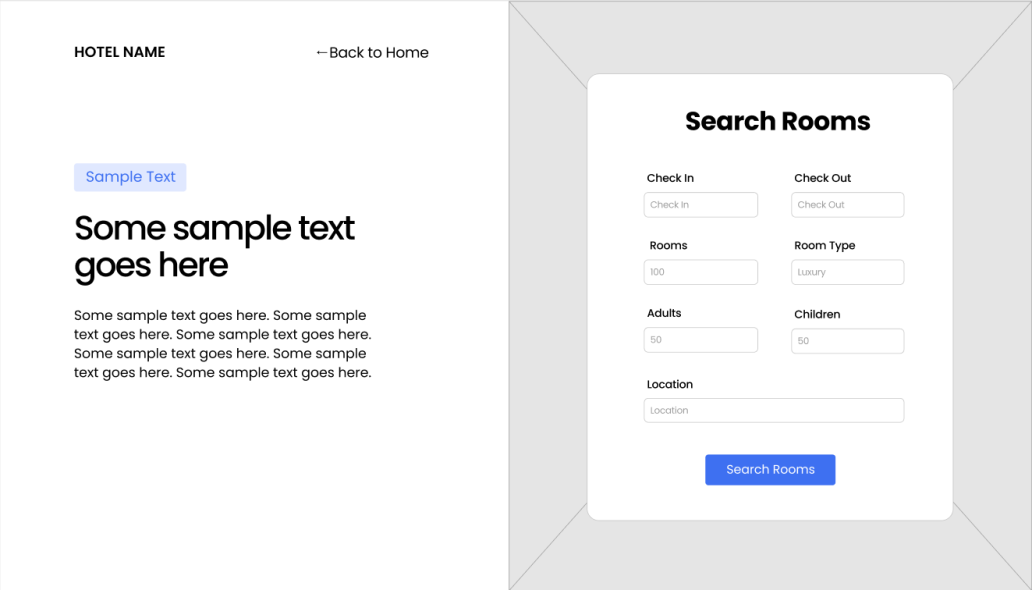 HOTEL NAME
←Back to Home
Sample Text
Some sample text
goes here
Some sample text goes here. Some sample
text goes here. Some sample text goes here.
Some sample text goes here. Some sample
text goes here. Some sample text goes here.
Search Rooms
Check In
Check Out
Check In
Check Out
Rooms
Room Type
100
Luxury
Adults
Children
50
50
Location
Location
Search Rooms